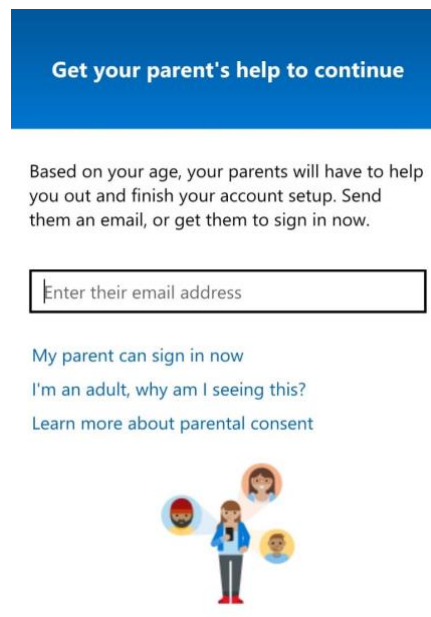 Get your parent's help to continue
Based on your age, your parents will have to help
you out and finish your account setup. Send
them an email, or get them to sign in now.
Enter their email address
My parent can sign in now
I'm an adult, why am I seeing this?
Learn more about parental consent